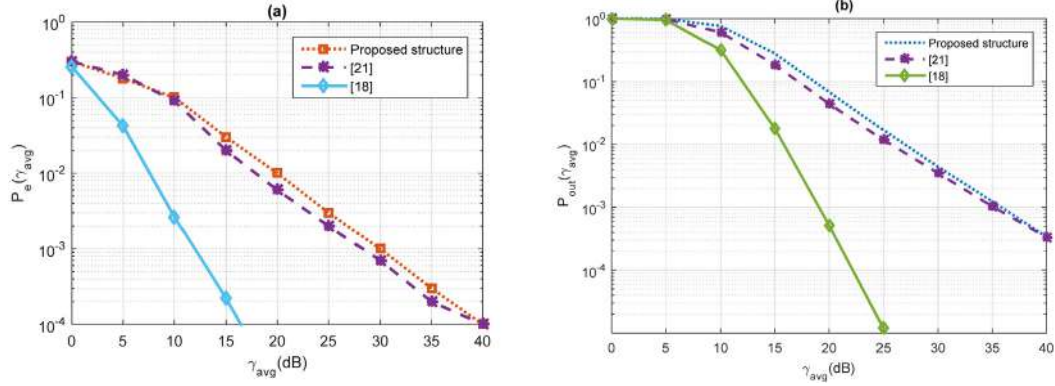 (a)
10^0
10^-1
10^-2
10^-3
10^-4
P_e(γ_avg)
Proposed structure
[21]
[18]
0 5 10 15 20 25 30 35 40
γ_avg(dB)
(b)
10^0
10^-1
10^-2
10^-3
10^-4
P_out(γ_avg)
Proposed structure
[21]
[18]
0 5 10 15 20 25 30 35 40
γ_avg(dB)